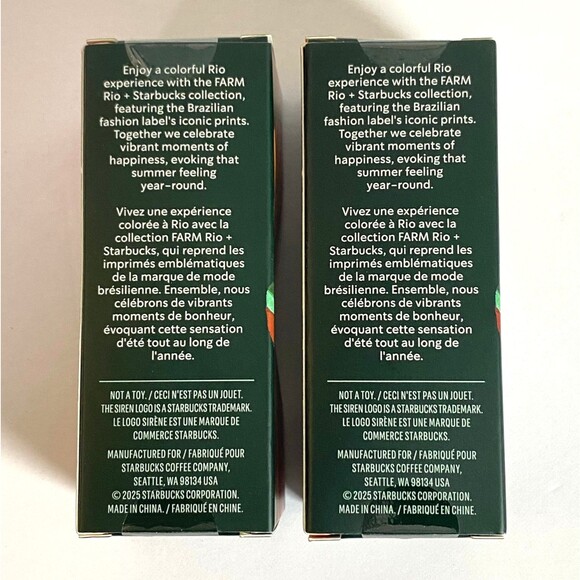 Enjoy a colorful Rio
experience with the FARM
Rio + Starbucks collection,
featuring the Brazilian
fashion label's iconic prints.
Together we celebrate
vibrant moments of
happiness, evoking that
summer feeling
year-round.
Vivez une expérience
colorée à Rio avec la
collection FARM Rio +
Starbucks, qui reprend les
imprimés emblématiques
de la marque de mode
brésilienne. Ensemble, nous
célébrons de vibrants
moments de bonheur,
évoquant cette sensation
d'été tout au long de
l'année.
NOT A TOY. / CECI N'EST PAS UN JOUET.
THE SIREN LOGO IS A STARBUCKS TRADEMARK.
LE LOGO SIRÈNE EST UNE MARQUE DE
COMMERCE STARBUCKS.
MANUFACTURED FOR / FABRIQUÉ POUR
STARBUCKS COFFEE COMPANY,
SEATTLE, WA 98134 USA
© 2025 STARBUCKS CORPORATION.
MADE IN CHINA. / FABRIQUÉ EN CHINE.
Enjoy a colorful Rio
experience with the FARM
Rio + Starbucks collection,
featuring the Brazilian
fashion label's iconic prints.
Together we celebrate
vibrant moments of
happiness, evoking that
summer feeling
year-round.
Vivez une expérience
colorée à Rio avec la
collection FARM Rio +
Starbucks, qui reprend les
imprimés emblématiques
de la marque de mode
brésilienne. Ensemble, nous
célébrons de vibrants
moments de bonheur,
évoquant cette sensation
d'été tout au long de
l'année.
NOT A TOY. / CECI N'EST PAS UN JOUET.
THE SIREN LOGO IS A STARBUCKS TRADEMARK.
LE LOGO SIRÈNE EST UNE MARQUE DE
COMMERCE STARBUCKS.
MANUFACTURED FOR / FABRIQUÉ POUR
STARBUCKS COFFEE COMPANY,
SEATTLE, WA 98134 USA
© 2025 STARBUCKS CORPORATION.
MADE IN CHINA. / FABRIQUÉ EN CHINE.